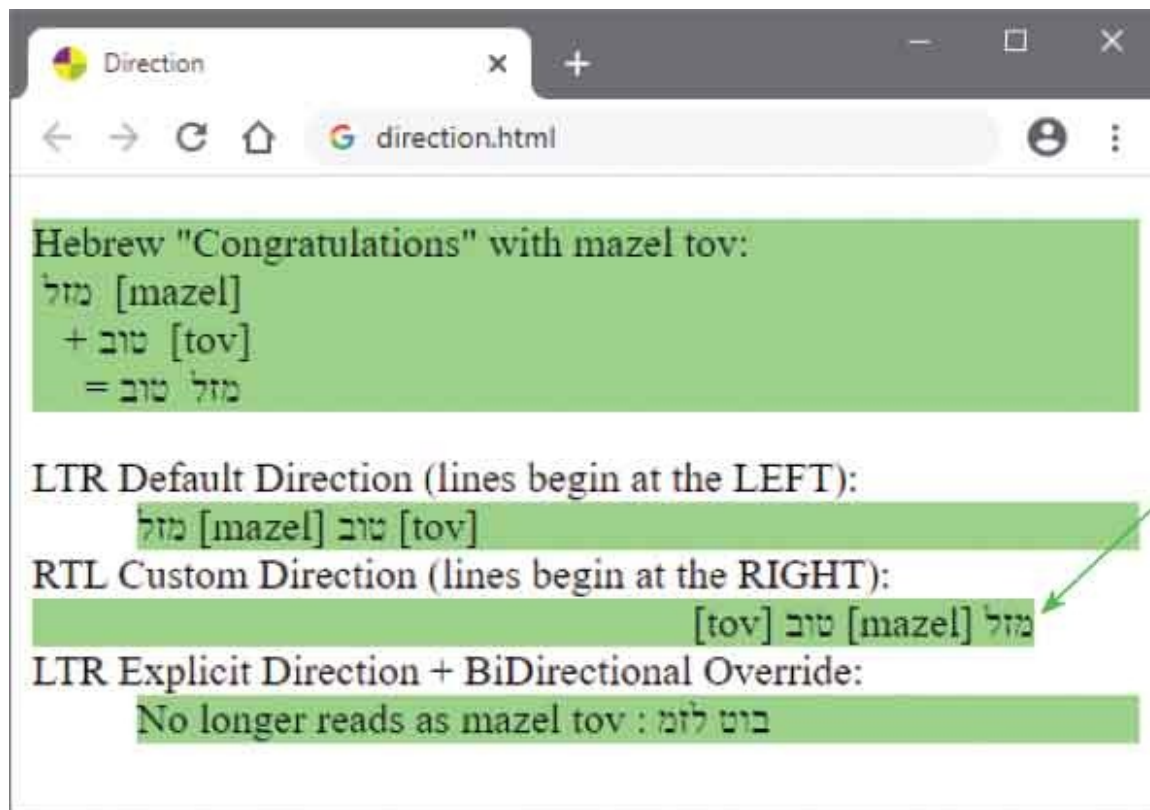 Direction
direction.html
Hebrew "Congratulations" with mazel tov:
מזל [mazel]
+ טוב [tov]
= מזל טוב
LTR Default Direction (lines begin at the LEFT):
מזל [mazel] טוב [tov]
RTL Custom Direction (lines begin at the RIGHT):
מזל [mazel] טוב [tov]
LTR Explicit Direction + BiDirectional Override:
No longer reads as mazel tov : בוט לזמ